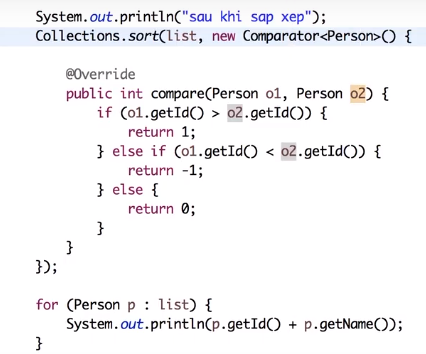 System.out.println("sau khi sap xep");
Collections.sort(list, new Comparator<Person>() {
@Override
public int compare(Person o1, Person o2) {
if (o1.getId() > o2.getId()) {
return 1;
} else if (o1.getId() < o2.getId()) {
return -1;
} else {
return 0;
}
}
});
for (Person p : list) {
System.out.println(p.getId() + p.getName());
}